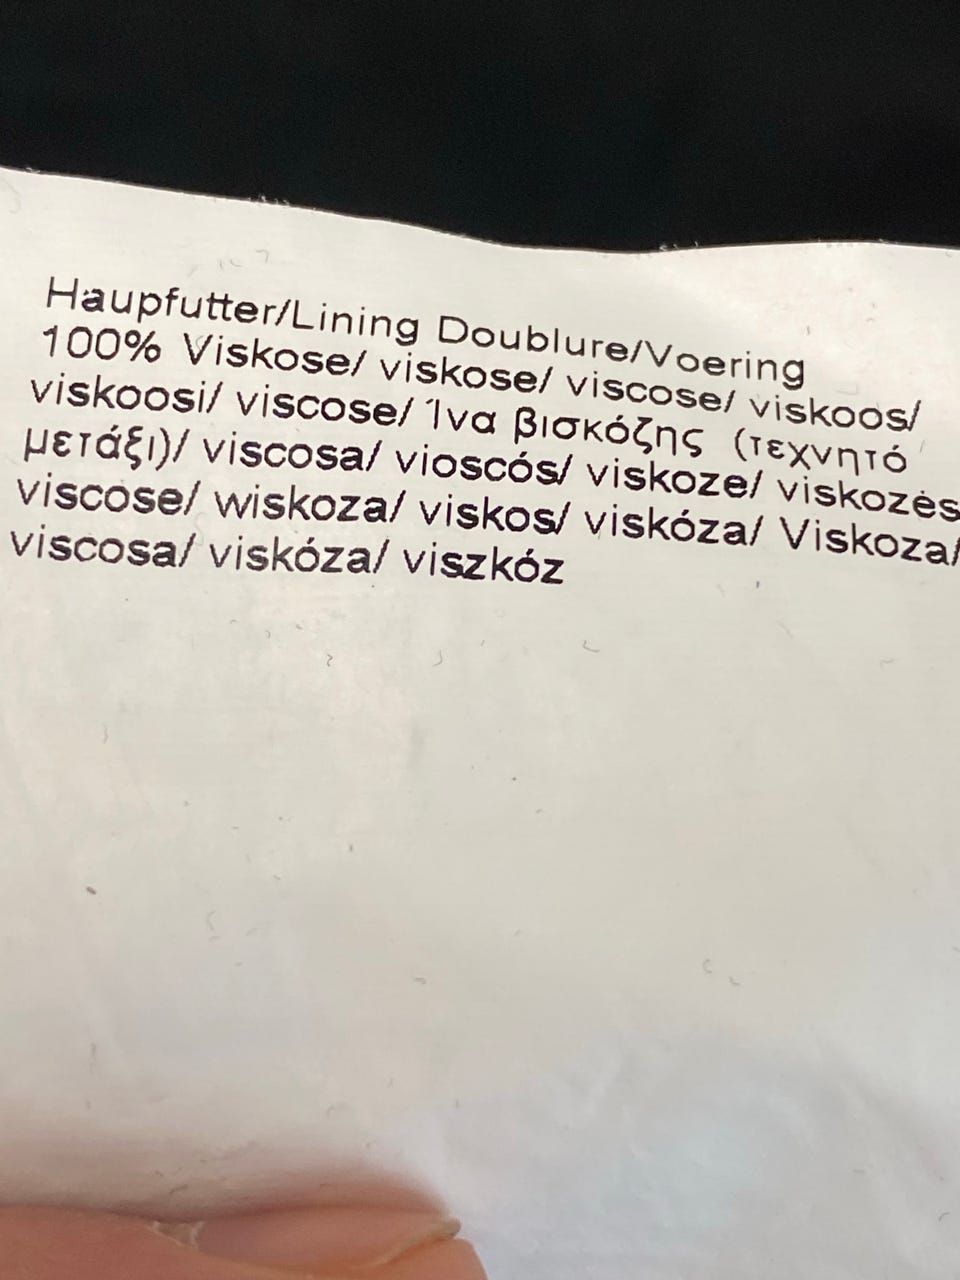 Haupfutter/Lining Doublure/Voering
100% Viskose/ viskose/ viscose/ viskoos/
viskoosi/ viscose/ Ίνα βισκόζης (τεχνητό
μετάξι)/ viscosa/ vioscós/ viskoze/ viskozės
viscose/ wiskoza/ viskos/ viskóza/ Viskoza/
viscosa/ viskóza/ viszkóz